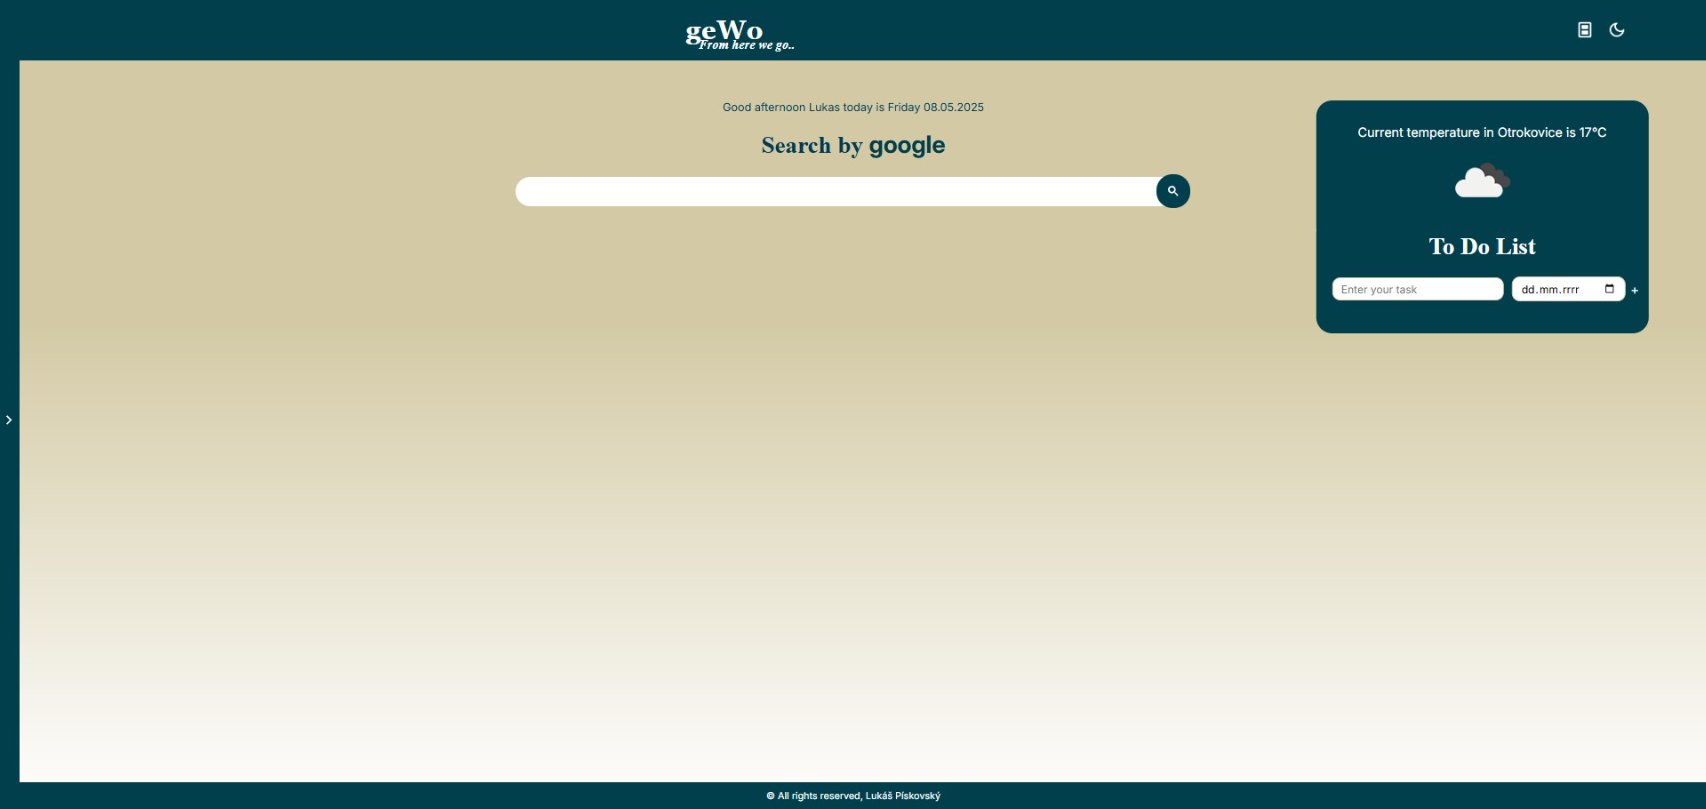 geWo
From here we go..
Good afternoon Lukas today is Friday 08.05.2025
Search by google
Current temperature in Otrokovice is 17°C
To Do List
Enter your task
dd.mm.rrrr
+
© All rights reserved, Lukáš Pískovský